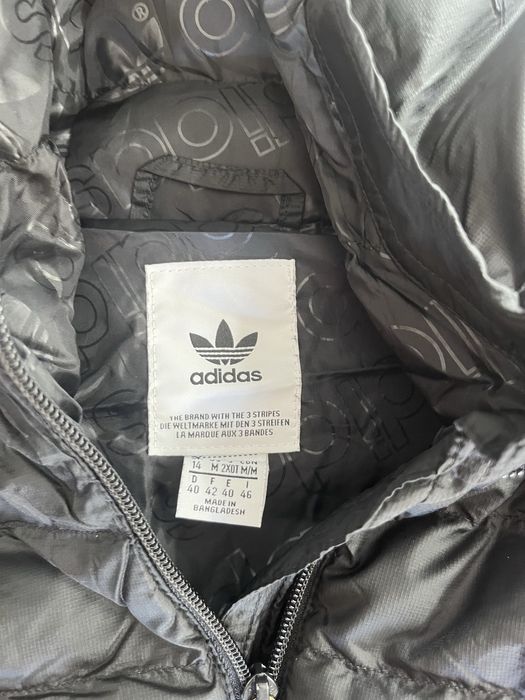 ®
adidas
THE BRAND WITH THE 3 STRIPES
DIE WELTMARKE MIT DEN 3 STREIFEN
LA MARQUE AUX 3 BANDES
14 M 2XOT M/M
D F E I
40 42 40 46
MADE IN
BANGLADESH